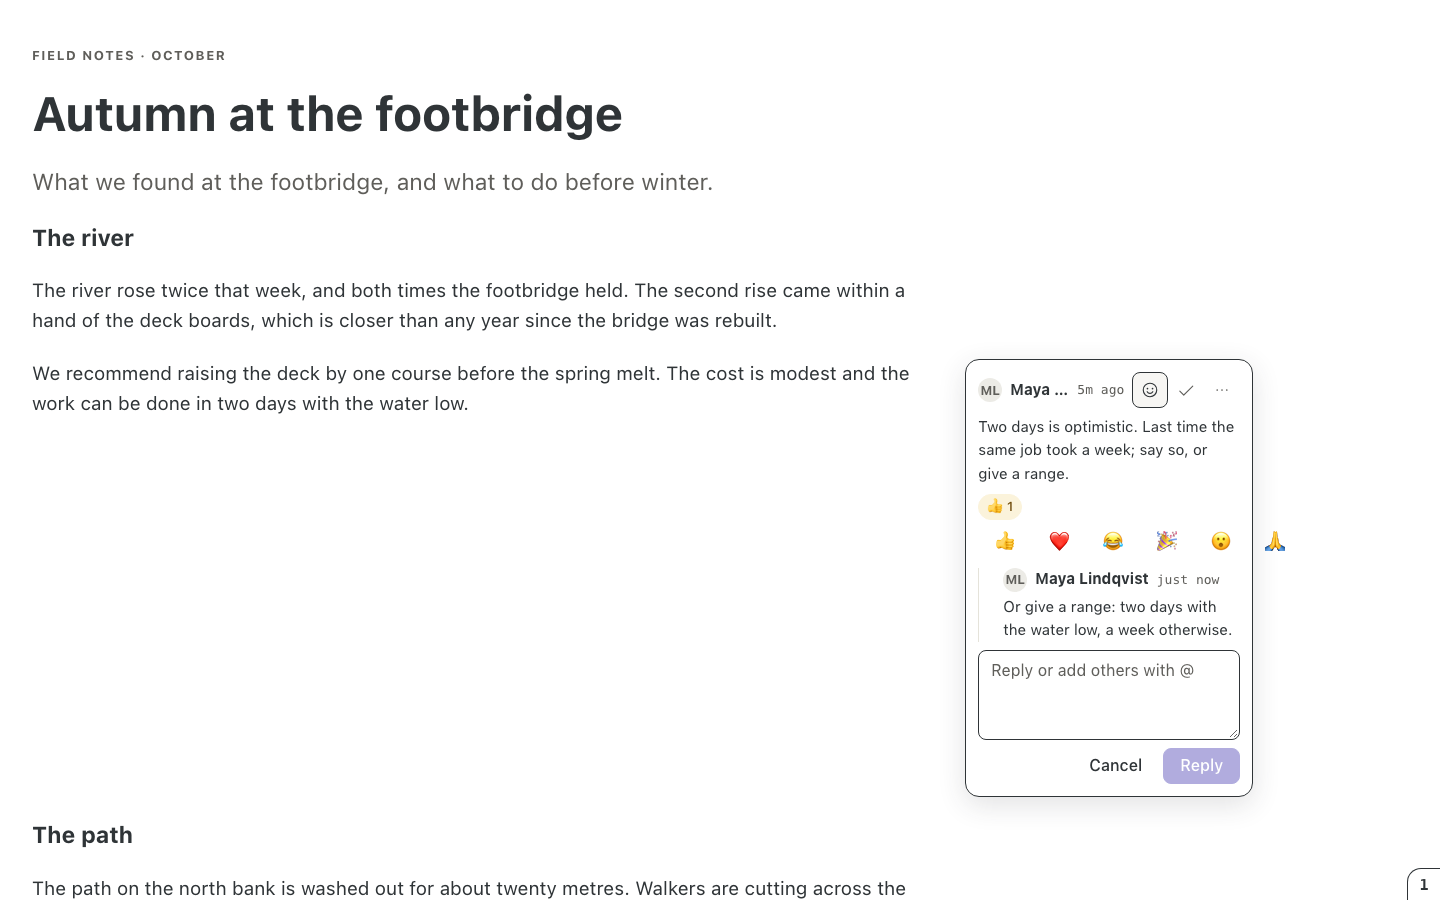 FIELD NOTES · OCTOBER
Autumn at the footbridge
What we found at the footbridge, and what to do before winter.
The river
The river rose twice that week, and both times the footbridge held. The second rise came within a
hand of the deck boards, which is closer than any year since the bridge was rebuilt.
We recommend raising the deck by one course before the spring melt. The cost is modest and the
work can be done in two days with the water low.
ML Maya ... 5m ago
Two days is optimistic. Last time the
same job took a week; say so, or
give a range.
👍 1
👍 ❤️ 😂 🎉 😮 🙏
ML Maya Lindqvist just now
Or give a range: two days with
the water low, a week otherwise.
Reply or add others with @
Cancel Reply
The path
The path on the north bank is washed out for about twenty metres. Walkers are cutting across the
1